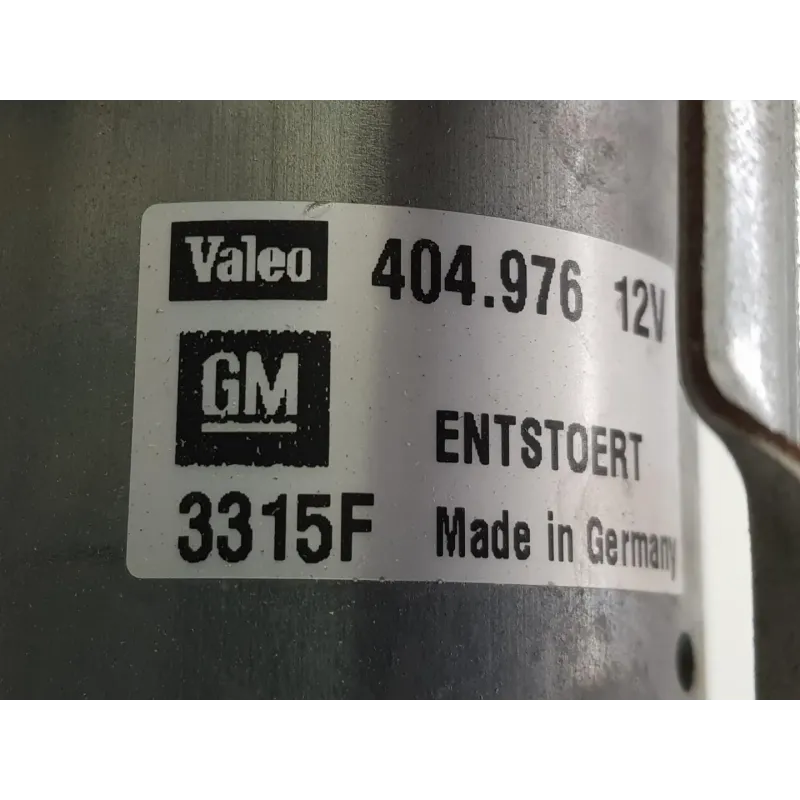 Valeo 404.976 12V
GM
ENTSTOERT
3315F Made in Germany